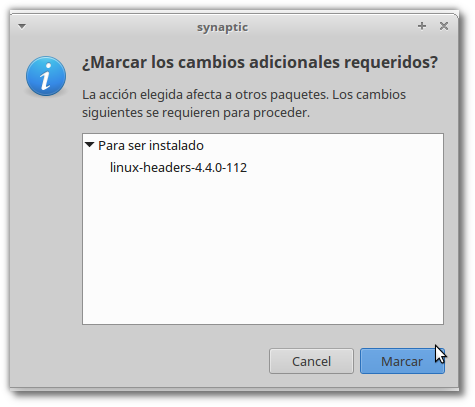 synaptic
¿Marcar los cambios adicionales requeridos?
La acción elegida afecta a otros paquetes. Los cambios
siguientes se requieren para proceder.
Para ser instalado
linux-headers-4.4.0-112
Cancel
Marcar